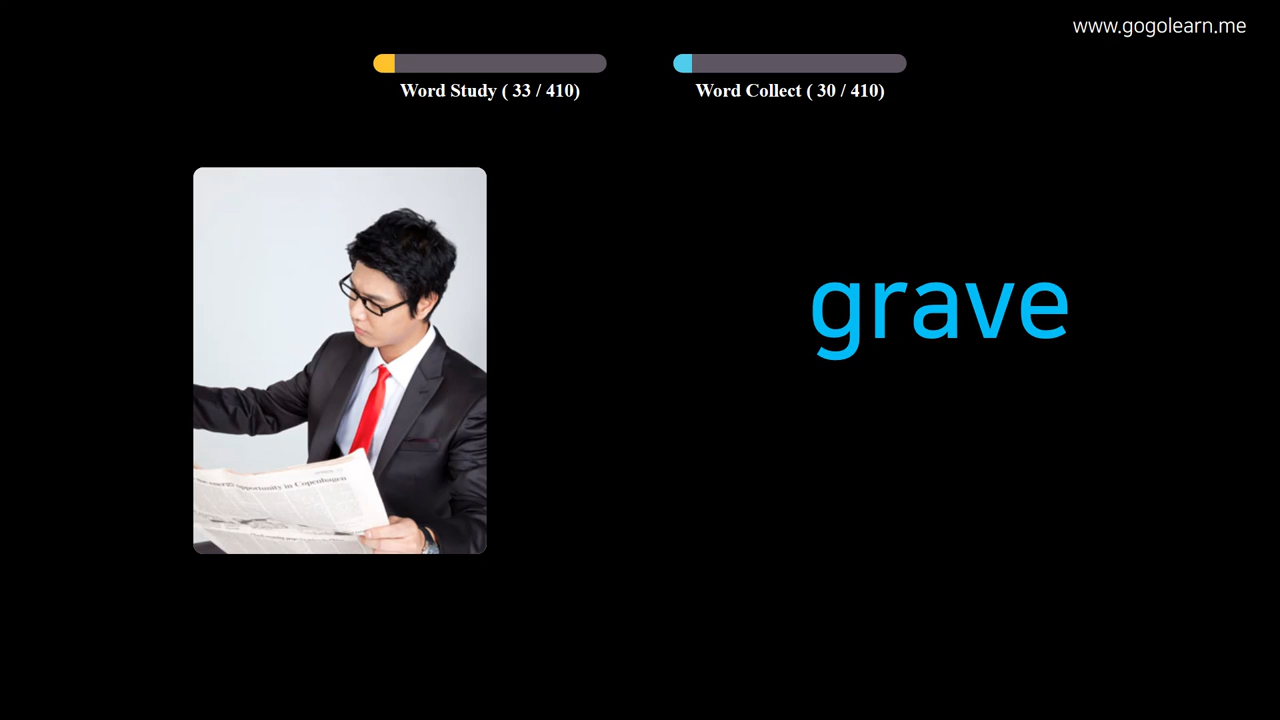 www.gogolearn.me
Word Study ( 33 / 410)
Word Collect ( 30 / 410)
grave
opportunity in Copenhagen